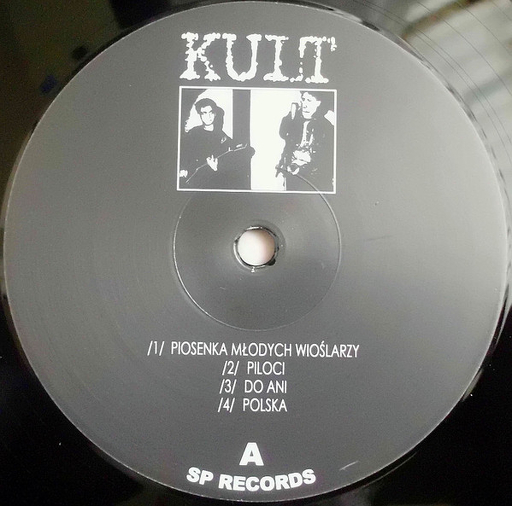 KULT
/1/ PIOSENKA MŁODYCH WIOŚLARZY
/2/ PILOCI
/3/ DO ANI
/4/ POLSKA
A
SP RECORDS